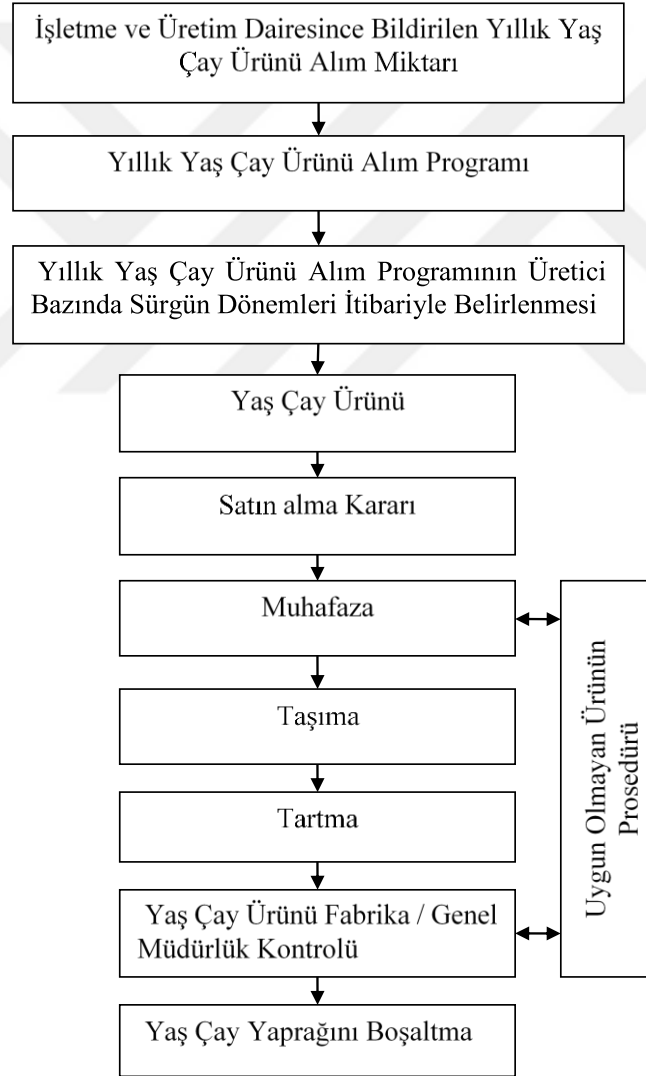 İşletme ve Üretim Dairesince Bildirilen Yıllık Yaş
Çay Ürünü Alım Miktarı
Yıllık Yaş Çay Ürünü Alım Programı
Yıllık Yaş Çay Ürünü Alım Programının Üretici
Bazında Sürgün Dönemleri İtibariyle Belirlenmesi
Yaş Çay Ürünü
Satın alma Kararı
Muhafaza
Taşıma
Tartma
Yaş Çay Ürünü Fabrika / Genel
Müdürlük Kontrolü
Yaş Çay Yaprağını Boşaltma
Uygun Olmayan Ürünün
Prosedürü